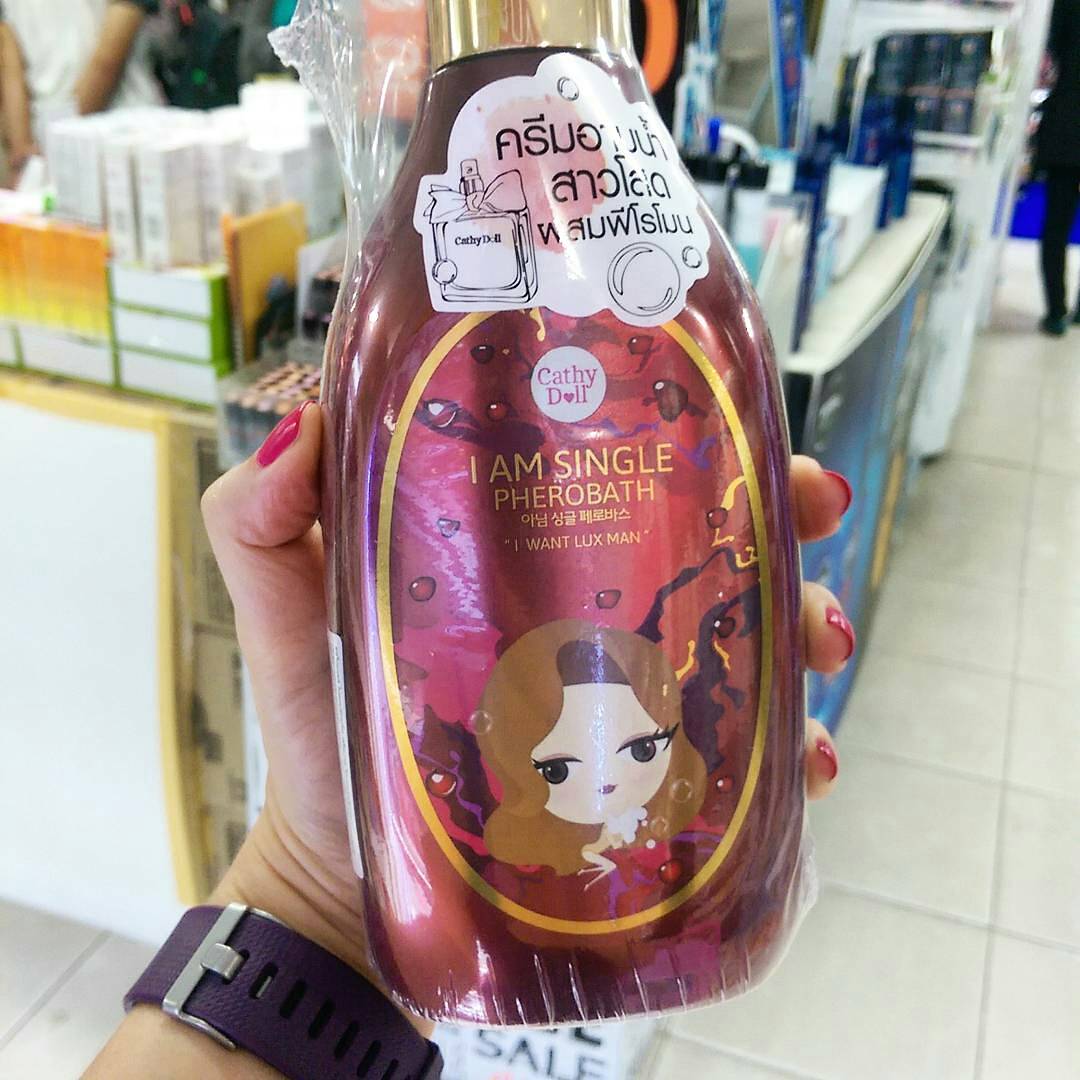 ครีมอาบน้ำ
สาวโสด
ผสมฟีโรโมน
Cathy Doll
Cathy
Doll
I AM SINGLE
PHEROBATH
아임 싱글 페로바스
" I WANT LUX MAN "
SALE